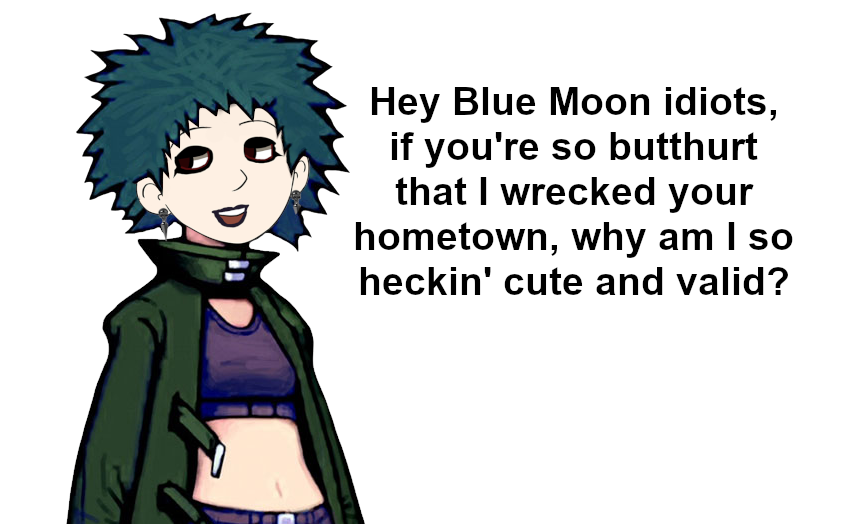 Hey Blue Moon idiots,
if you're so butthurt
that I wrecked your
hometown, why am I so
heckin' cute and valid?